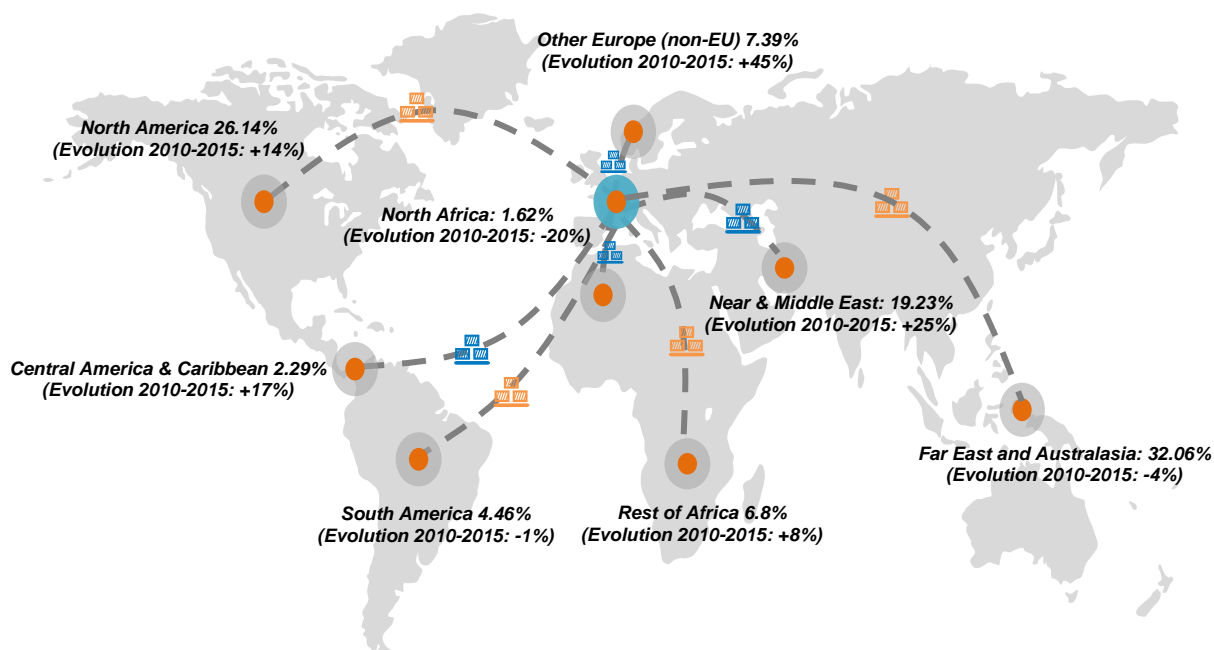 Other Europe (non-EU) 7.39%
(Evolution 2010-2015: +45%)
North America 26.14%
(Evolution 2010-2015: +14%)
North Africa: 1.62%
(Evolution 2010-2015: -20%)
Near & Middle East: 19.23%
(Evolution 2010-2015: +25%)
Central America & Caribbean 2.29%
(Evolution 2010-2015: +17%)
Far East and Australasia: 32.06%
(Evolution 2010-2015: -4%)
South America 4.46%
(Evolution 2010-2015: -1%)
Rest of Africa 6.8%
(Evolution 2010-2015: +8%)